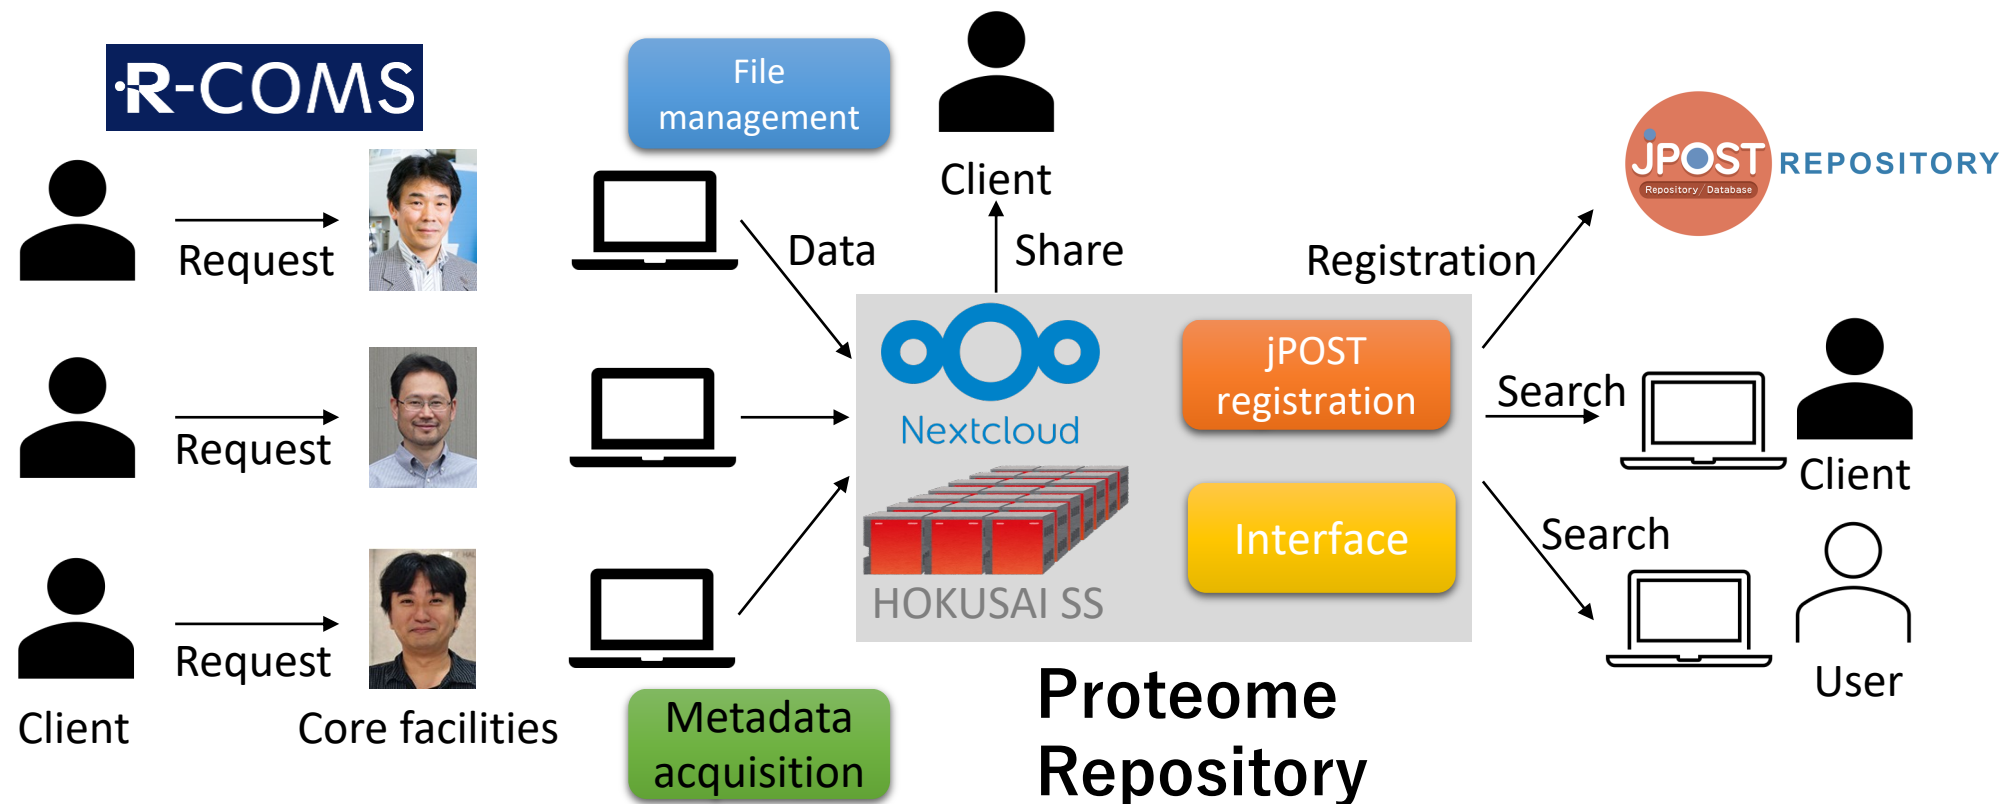 R-COMS
File
management
Client
JPOST REPOSITORY
Repository/Database
Request
Data
Share
Registration
Request
Nextcloud
jPOST
registration
Search
Client
Request
HOKUSAI SS
Interface
Search
User
Client
Core facilities
Metadata
acquisition
Proteome
Repository